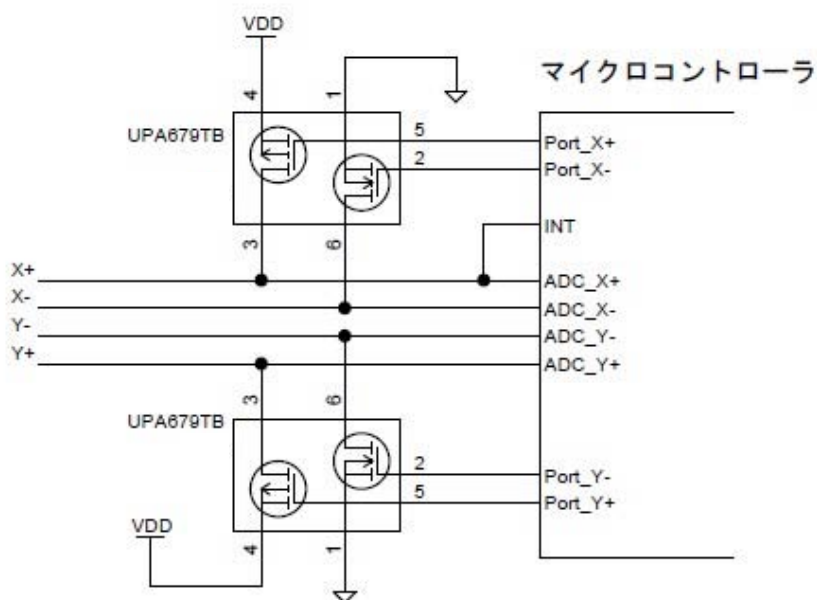 VDD
マイクロコントローラ
4
1
UPA679TB
5
Port_X+
2
Port_X-
INT
3
6
X+
ADC_X+
X-
ADC_X-
Y-
ADC_Y-
Y+
ADC_Y+
3
6
UPA679TB
2
Port_Y-
5
Port_Y+
VDD
4
1